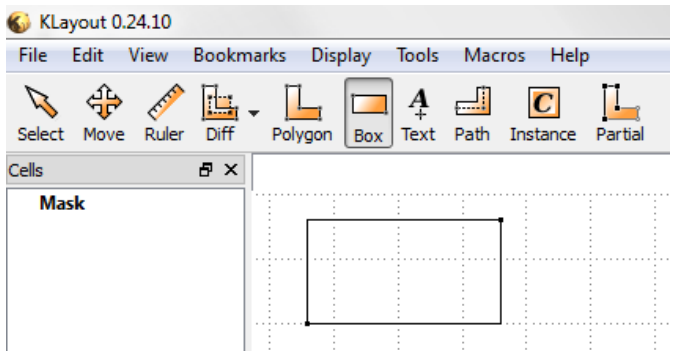 KLayout 0.24.10
File Edit View Bookmarks Display Tools Macros Help
A
C
Select Move Ruler Diff Polygon Box Text Path Instance Partial
Cells
Mask